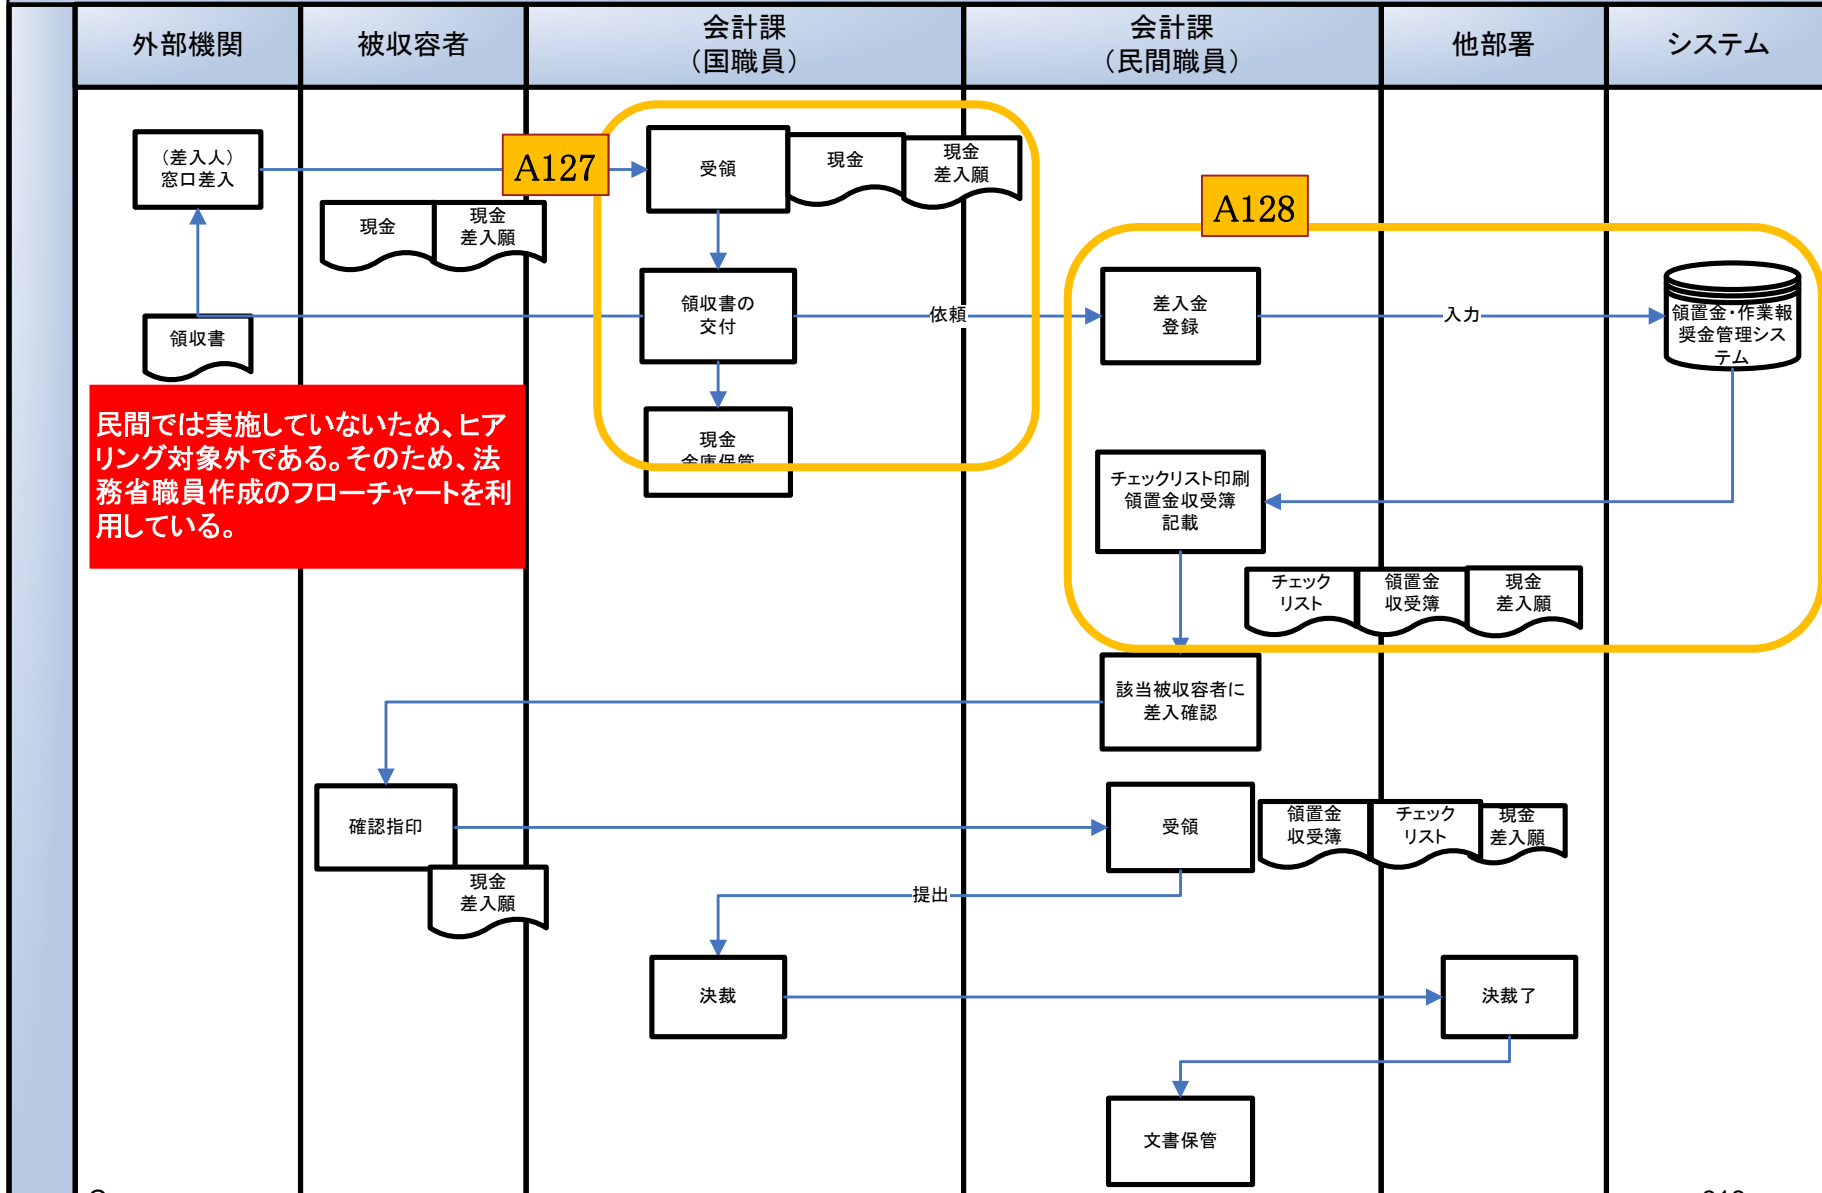 外部機関
被収容者
会計課
（国職員）
会計課
（民間職員）
他部署
システム
（差入人）
窓口差入
A127
受領
現金
現金
差入願
現金
現金
差入願
A128
領収書
領収書の
交付
依頼
差入金
登録
入力
領置金・作業報
奨金管理シス
テム
民間では実施していないため、ヒア
リング対象外である。そのため、法
務省職員作成のフローチャートを利
用している。
現金
金庫保管
チェックリスト印刷
領置金収受簿
記載
チェック
リスト
領置金
収受簿
現金
差入願
該当被収容者に
差入確認
確認指印
現金
差入願
受領
領置金
収受簿
チェック
リスト
現金
差入願
提出
決裁
決裁了
文書保管